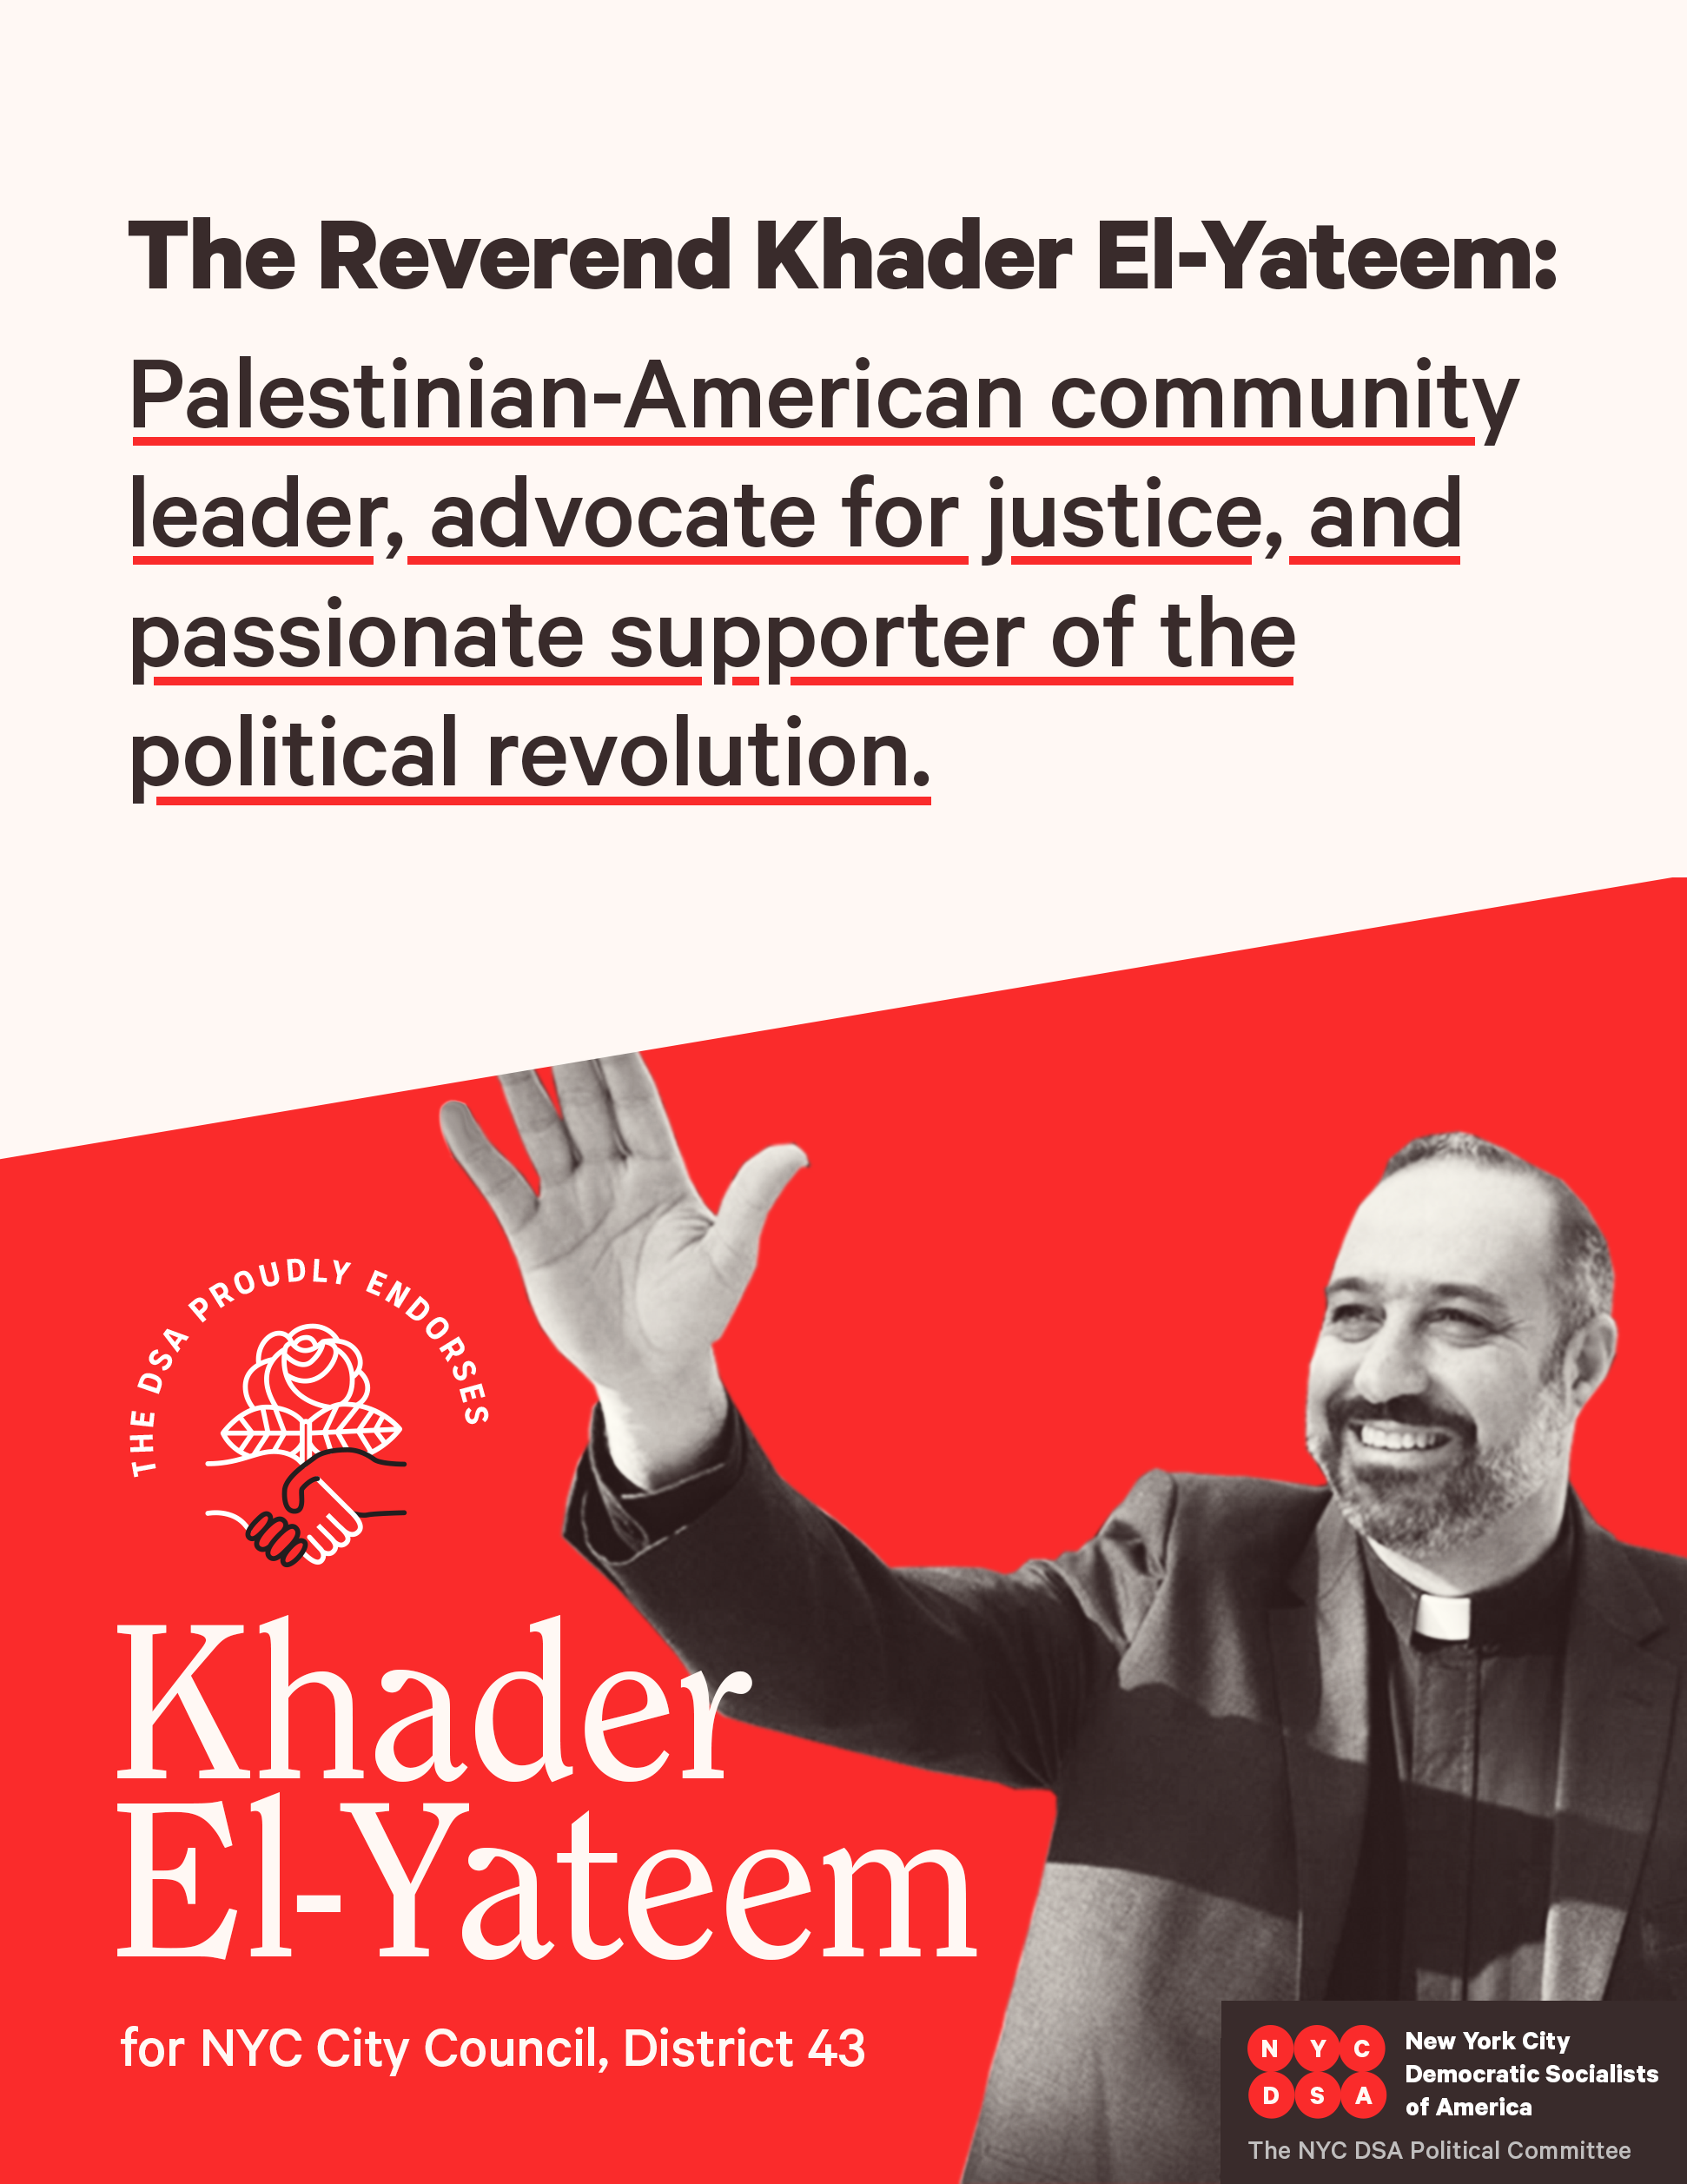 The Reverend Khader El-Yateem:
Palestinian-American community
leader, advocate for justice, and
passionate supporter of the
political revolution.
THE DSA PROUDLY ENDORSES
Khader
El-Yateem
for NYC City Council, District 43
NYC
DSA
New York City
Democratic Socialists
of America
The NYC DSA Political Committee